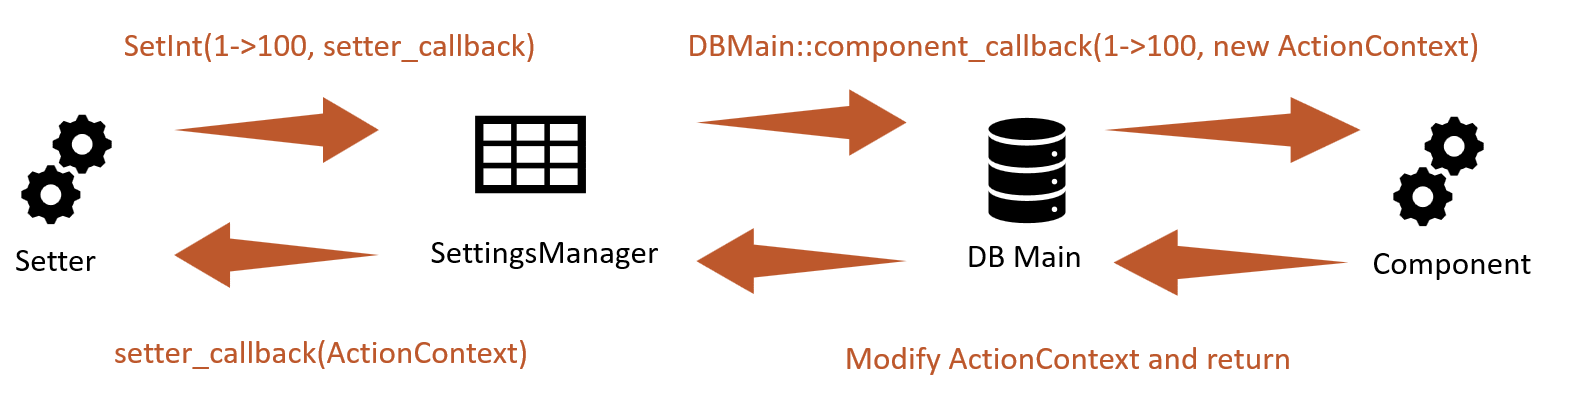 SetInt(1->100, setter_callback)
DBMain::component_callback(1->100, new ActionContext)
Setter
SettingsManager
DB Main
Component
setter_callback(ActionContext)
Modify ActionContext and return